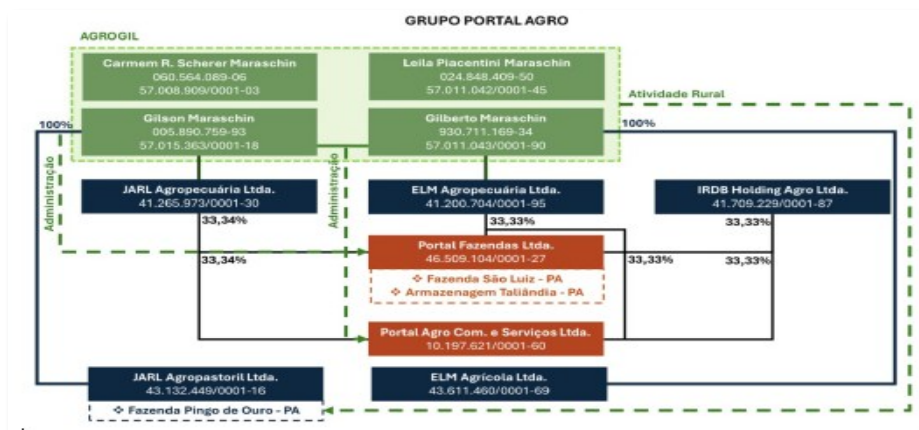 GRUPO PORTAL AGRO
AGROGIL
Carmem R. Scherer Maraschin
060.564.089-06
57.008.909/0001-03
Leila Piacentini Maraschin
024.848.409-50
57.011.042/0001-45
Atividade Rural
100%
Gilson Maraschin
005.890.759-93
57.015.363/0001-18
Gilberto Maraschin
930.711.169-34
57.011.043/0001-90
100%
Administração
Administração
JARL Agropecuária Ltda.
41.265.973/0001-30
ELM Agropecuária Ltda.
41.200.704/0001-95
IRDB Holding Agro Ltda.
41.709.229/0001-87
33,34%
33,33%
33,33%
Portal Fazendas Ltda.
46.509.104/0001-27
33,34%
33,33%
33,33%
❖ Fazenda São Luiz - PA
❖ Armazenagem Taliândia - PA
Portal Agro Com. e Serviços Ltda.
10.197.621/0001-60
JARL Agropastoril Ltda.
43.132.449/0001-16
ELM Agrícola Ltda.
43.611.460/0001-69
❖ Fazenda Pingo de Ouro - PA